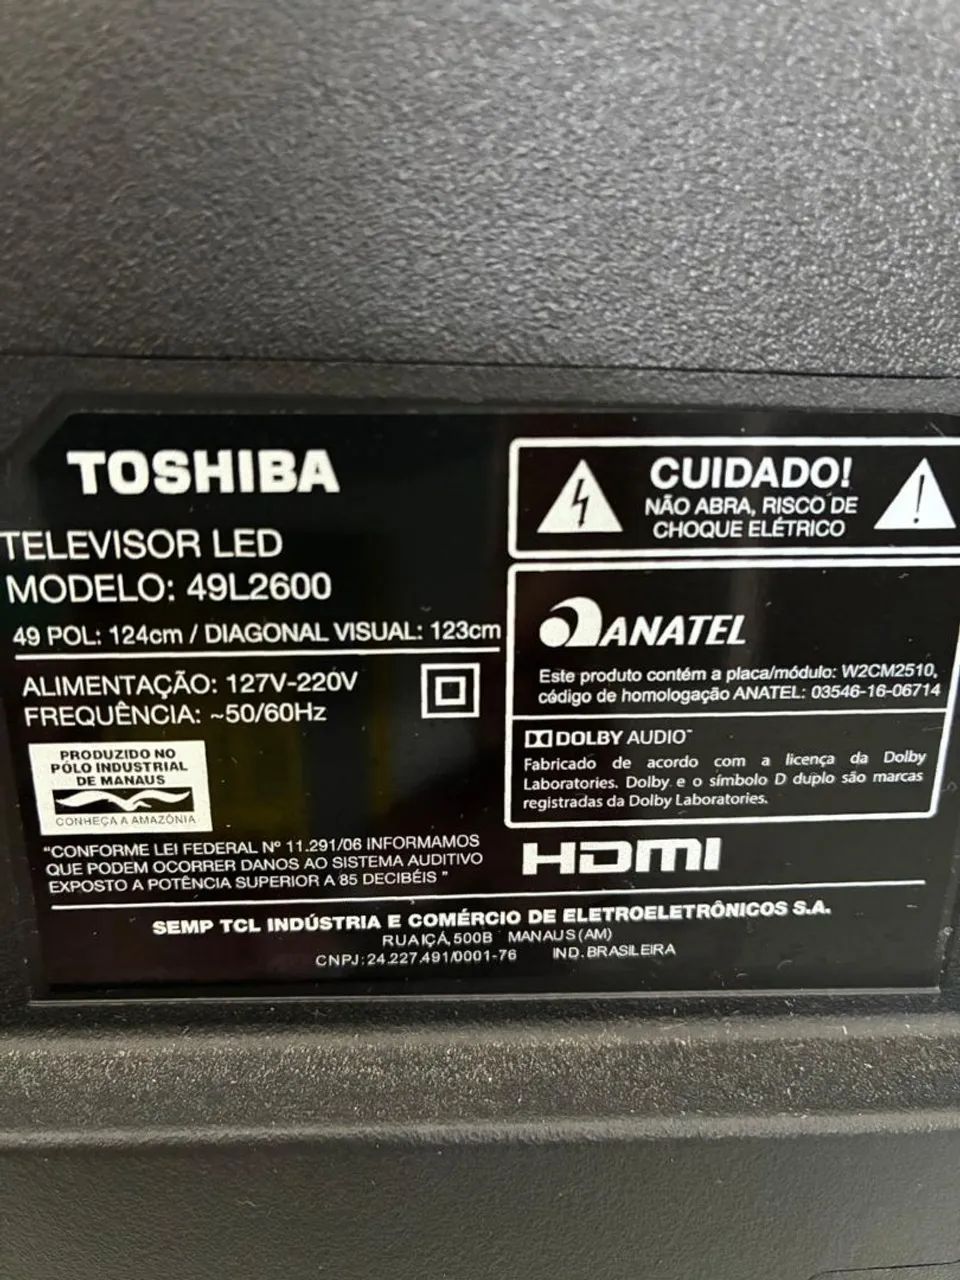 TOSHIBA
TELEVISOR LED
MODELO: 49L2600
49 POL: 124cm / DIAGONAL VISUAL: 123cm
ALIMENTAÇÃO: 127V-220V
FREQUÊNCIA: ~50/60Hz
PRODUZIDO NO
PÓLO INDUSTRIAL
DE MANAUS
CONHEÇA A AMAZÔNIA
"CONFORME LEI FEDERAL Nº 11.291/06 INFORMAMOS
QUE PODEM OCORRER DANOS AO SISTEMA AUDITIVO
EXPOSTO A POTÊNCIA SUPERIOR A 85 DECIBÉIS "
CUIDADO!
NÃO ABRA, RISCO DE
CHOQUE ELÉTRICO
ANATEL
Este produto contém a placa/módulo: W2CM2510,
código de homologação ANATEL: 03546-16-06714
DOLBY AUDIO™
Fabricado de acordo com a licença da Dolby
Laboratories. Dolby e o símbolo D duplo são marcas
registradas da Dolby Laboratories.
HDMI
SEMP TCL INDÚSTRIA E COMÉRCIO DE ELETROELETRÔNICOS S.A.
RUA IÇÁ, 500B MANAUS (AM)
CNPJ: 24.227.491/0001-76 IND. BRASILEIRA